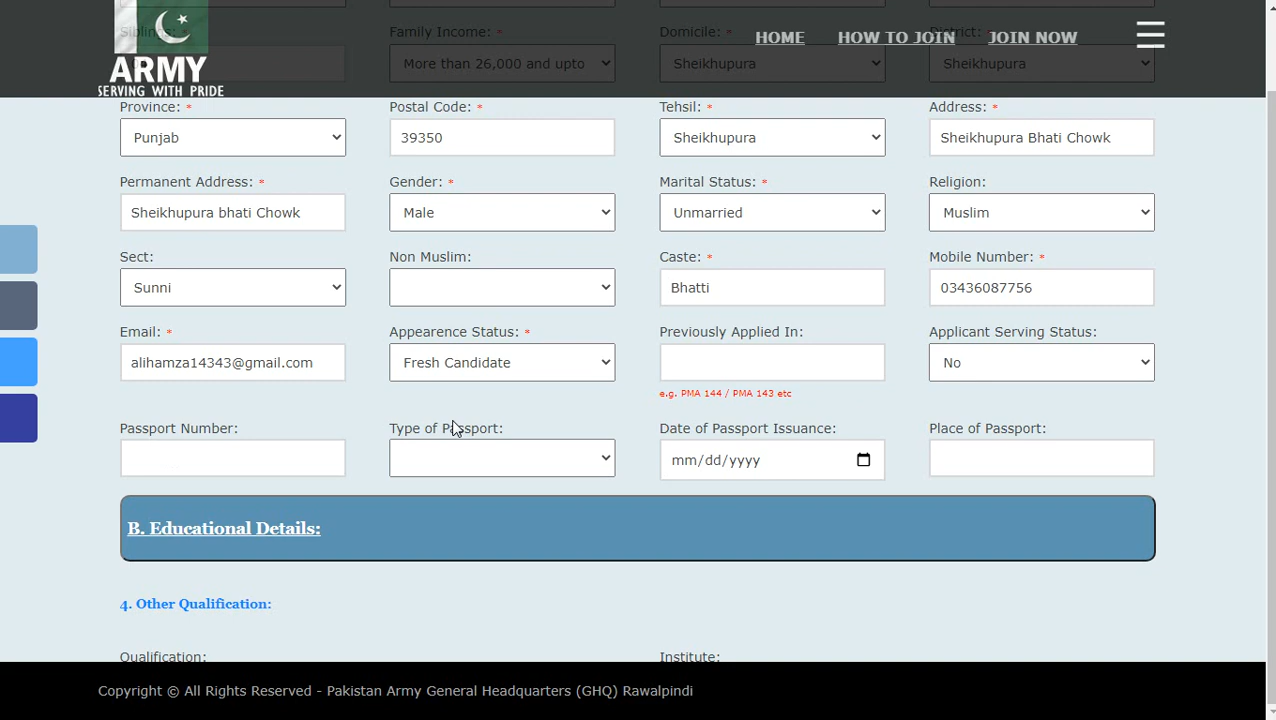 HOME HOW TO JOIN JOIN NOW
ARMY
SERVING WITH PRIDE
Siblings: Family Income: * Domicile: * District: *
More than 26,000 and upto Sheikhupura Sheikhupura
Province: * Postal Code: * Tehsil: * Address: *
Punjab 39350 Sheikhupura Sheikhupura Bhati Chowk
Permanent Address: * Gender: * Marital Status: * Religion:
Sheikhupura bhati Chowk Male Unmarried Muslim
Sect: Non Muslim: Caste: * Mobile Number: *
Sunni Bhatti 03436087756
Email: * Appearence Status: * Previously Applied In: Applicant Serving Status:
alihamza14343@gmail.com Fresh Candidate No
e.g. PMA 144 / PMA 143 etc
Passport Number: Type of Passport: Date of Passport Issuance: Place of Passport:
mm/dd/yyyy
B. Educational Details:
4. Other Qualification:
Qualification: Institute:
Copyright © All Rights Reserved - Pakistan Army General Headquarters (GHQ) Rawalpindi